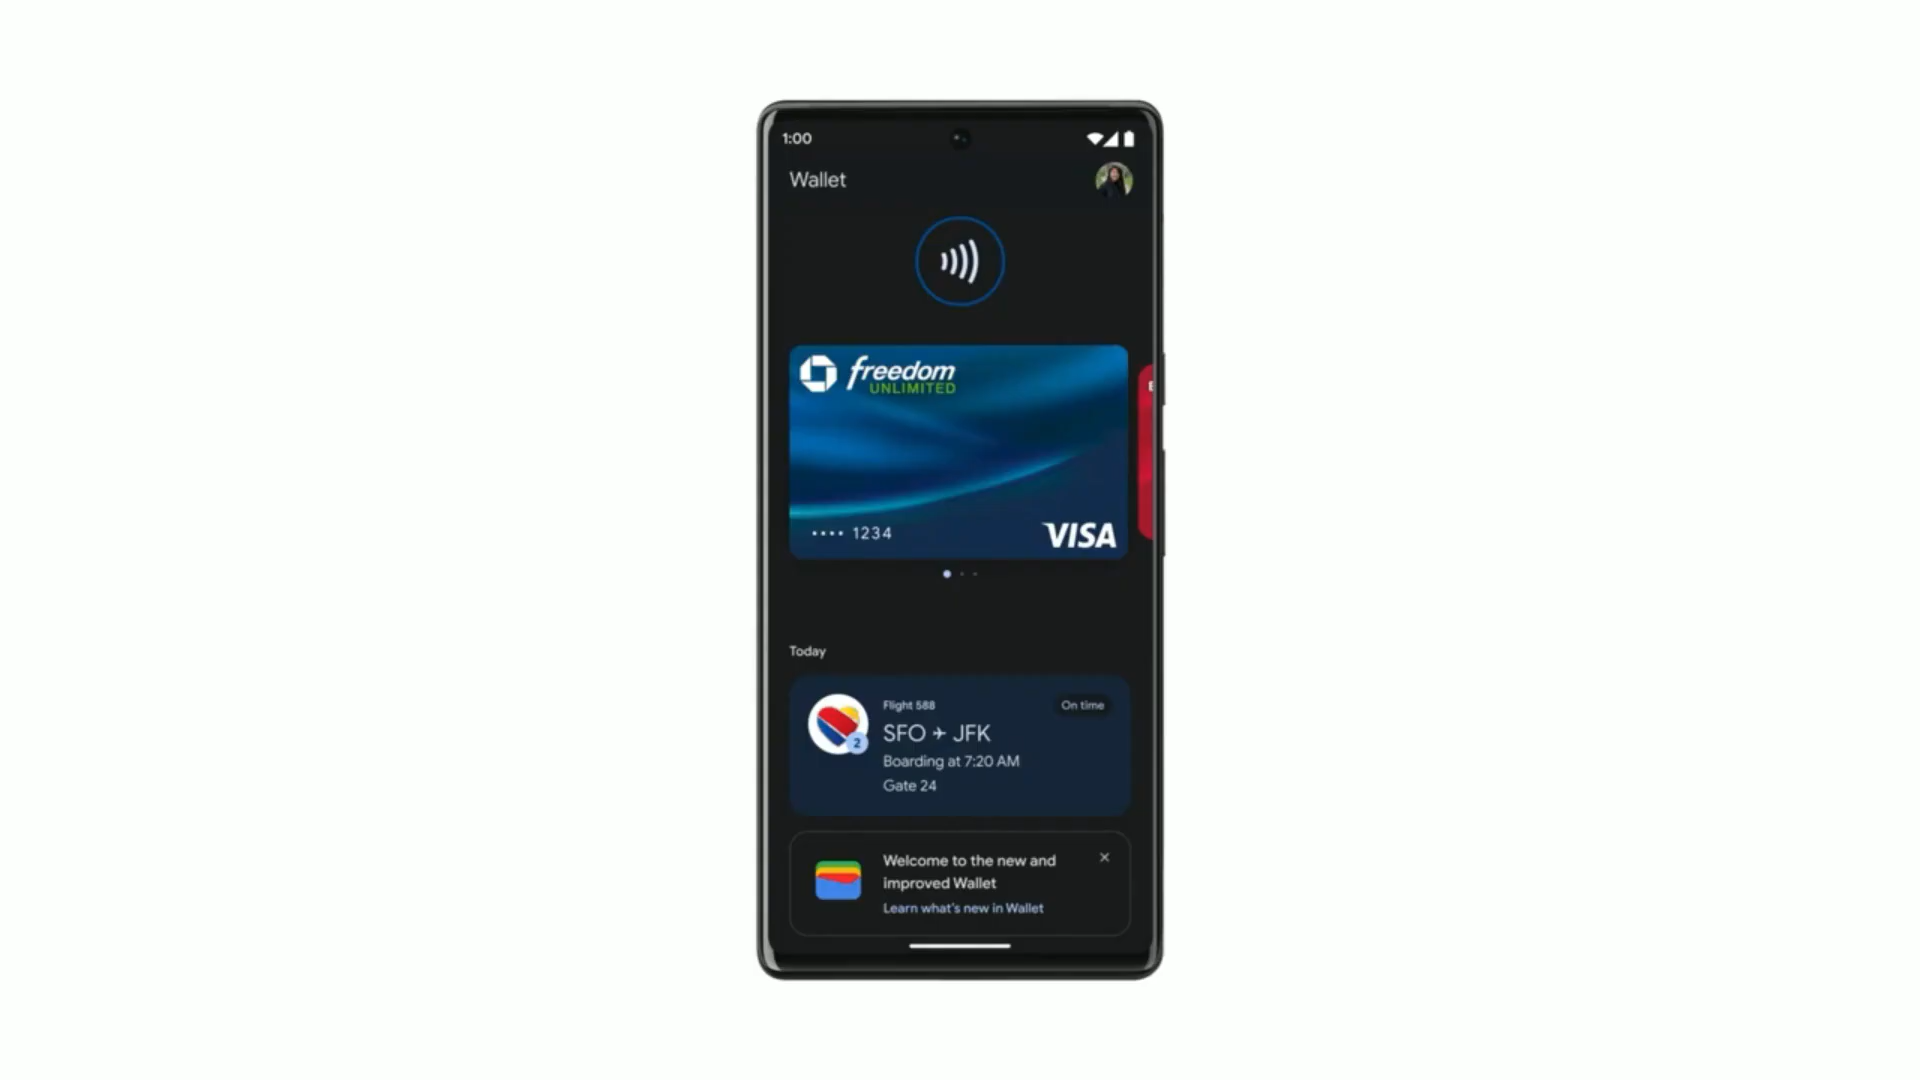 1:00
Wallet
freedom
UNLIMITED
•••• 1234
VISA
Today
Flight 588
On time
SFO ✈ JFK
2
Boarding at 7:20 AM
Gate 24
Welcome to the new and
improved Wallet
Learn what's new in Wallet